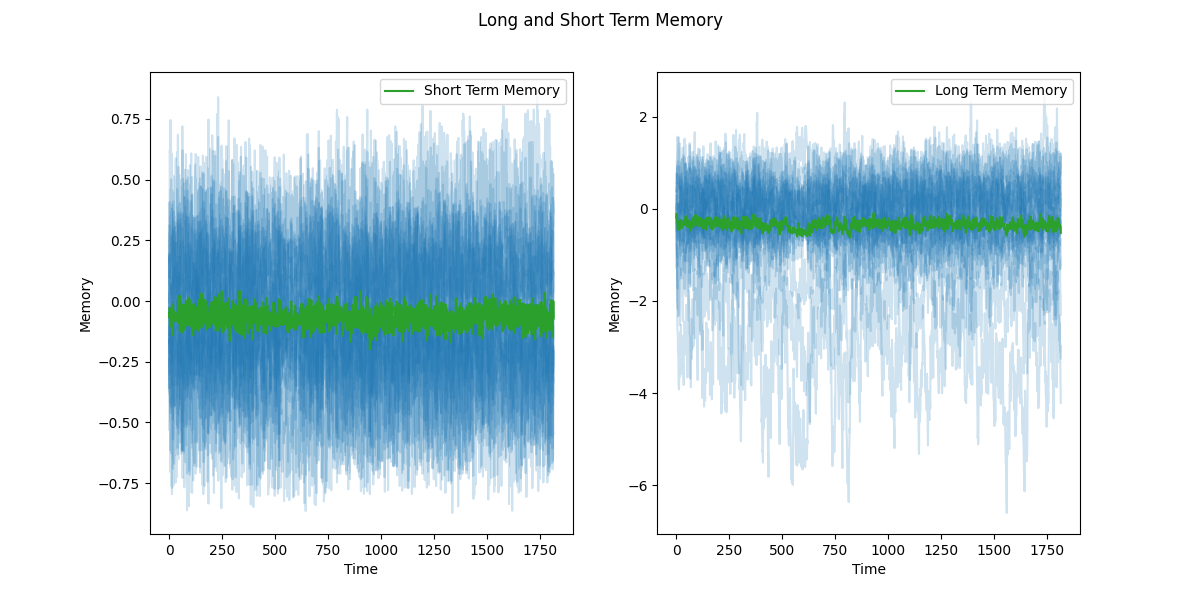 Long and Short Term Memory
Short Term Memory
0.75
0.50
0.25
0.00
−0.25
−0.50
−0.75
Memory
0 250 500 750 1000 1250 1500 1750
Time
Long Term Memory
2
0
−2
−4
−6
Memory
0 250 500 750 1000 1250 1500 1750
Time